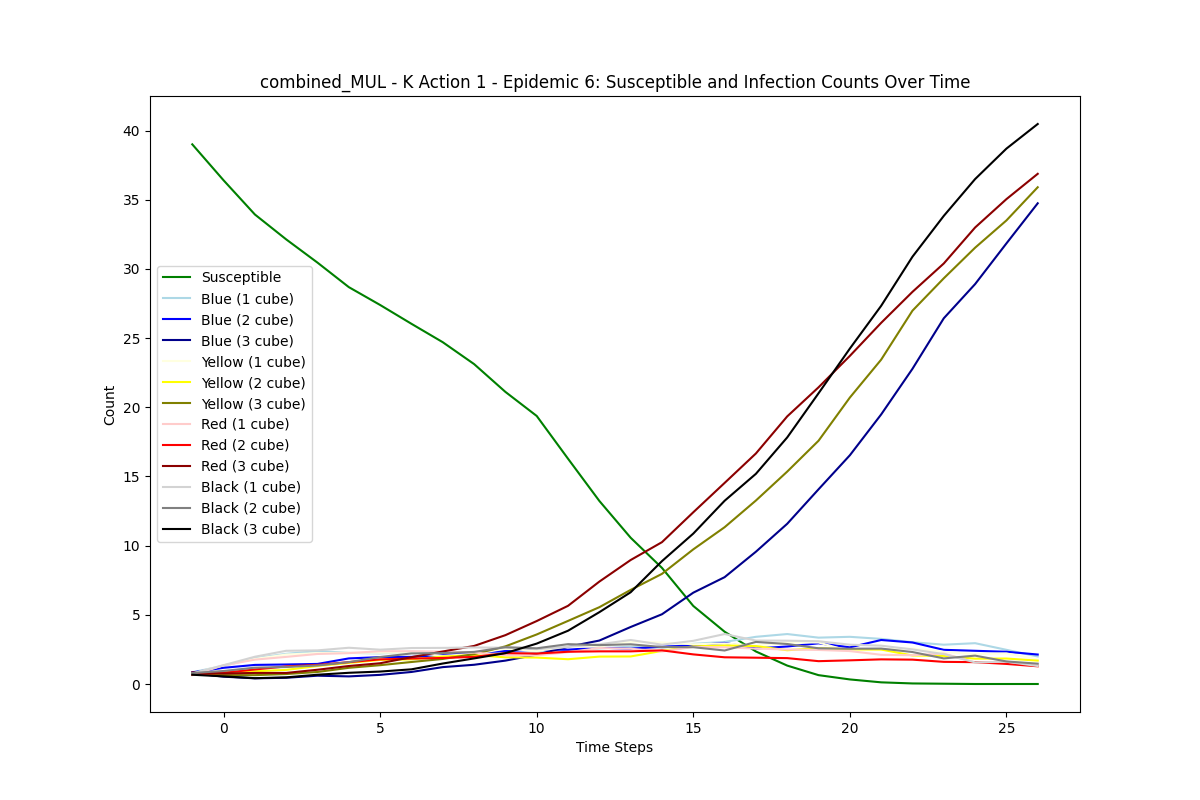 combined_MUL - K Action 1 - Epidemic 6: Susceptible and Infection Counts Over Time
40
35
30
25
20
15
10
5
0
Count
Susceptible
Blue (1 cube)
Blue (2 cube)
Blue (3 cube)
Yellow (1 cube)
Yellow (2 cube)
Yellow (3 cube)
Red (1 cube)
Red (2 cube)
Red (3 cube)
Black (1 cube)
Black (2 cube)
Black (3 cube)
0 5 10 15 20 25
Time Steps